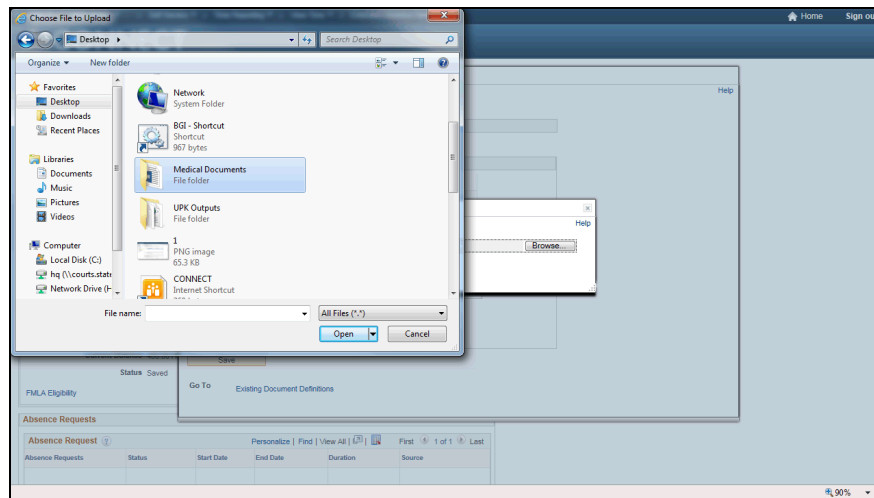 Choose File to Upload
Home Sign ou
CONNECT
Desktop
Search Desktop
Organize New folder
Help
Favorites
Desktop
Downloads
Recent Places
Libraries
Documents
Music
Pictures
Videos
Computer
Local Disk (C:)
hq (\\courts.state
Network Drive (H
Network
System Folder
BGI - Shortcut
Shortcut
967 bytes
Medical Documents
File folder
UPK Outputs
File folder
1
PNG image
65.3 KB
CONNECT
Internet Shortcut
Help
Browse...
File name:
All Files (*.*)
Open Cancel
Save
Status Saved
Go To Existing Document Definitions
FMLA Eligibility
Absence Requests
Absence Request Personalize | Find | View All | First 1 of 1 Last
Absence Requests Status Start Date End Date Duration Source
90%